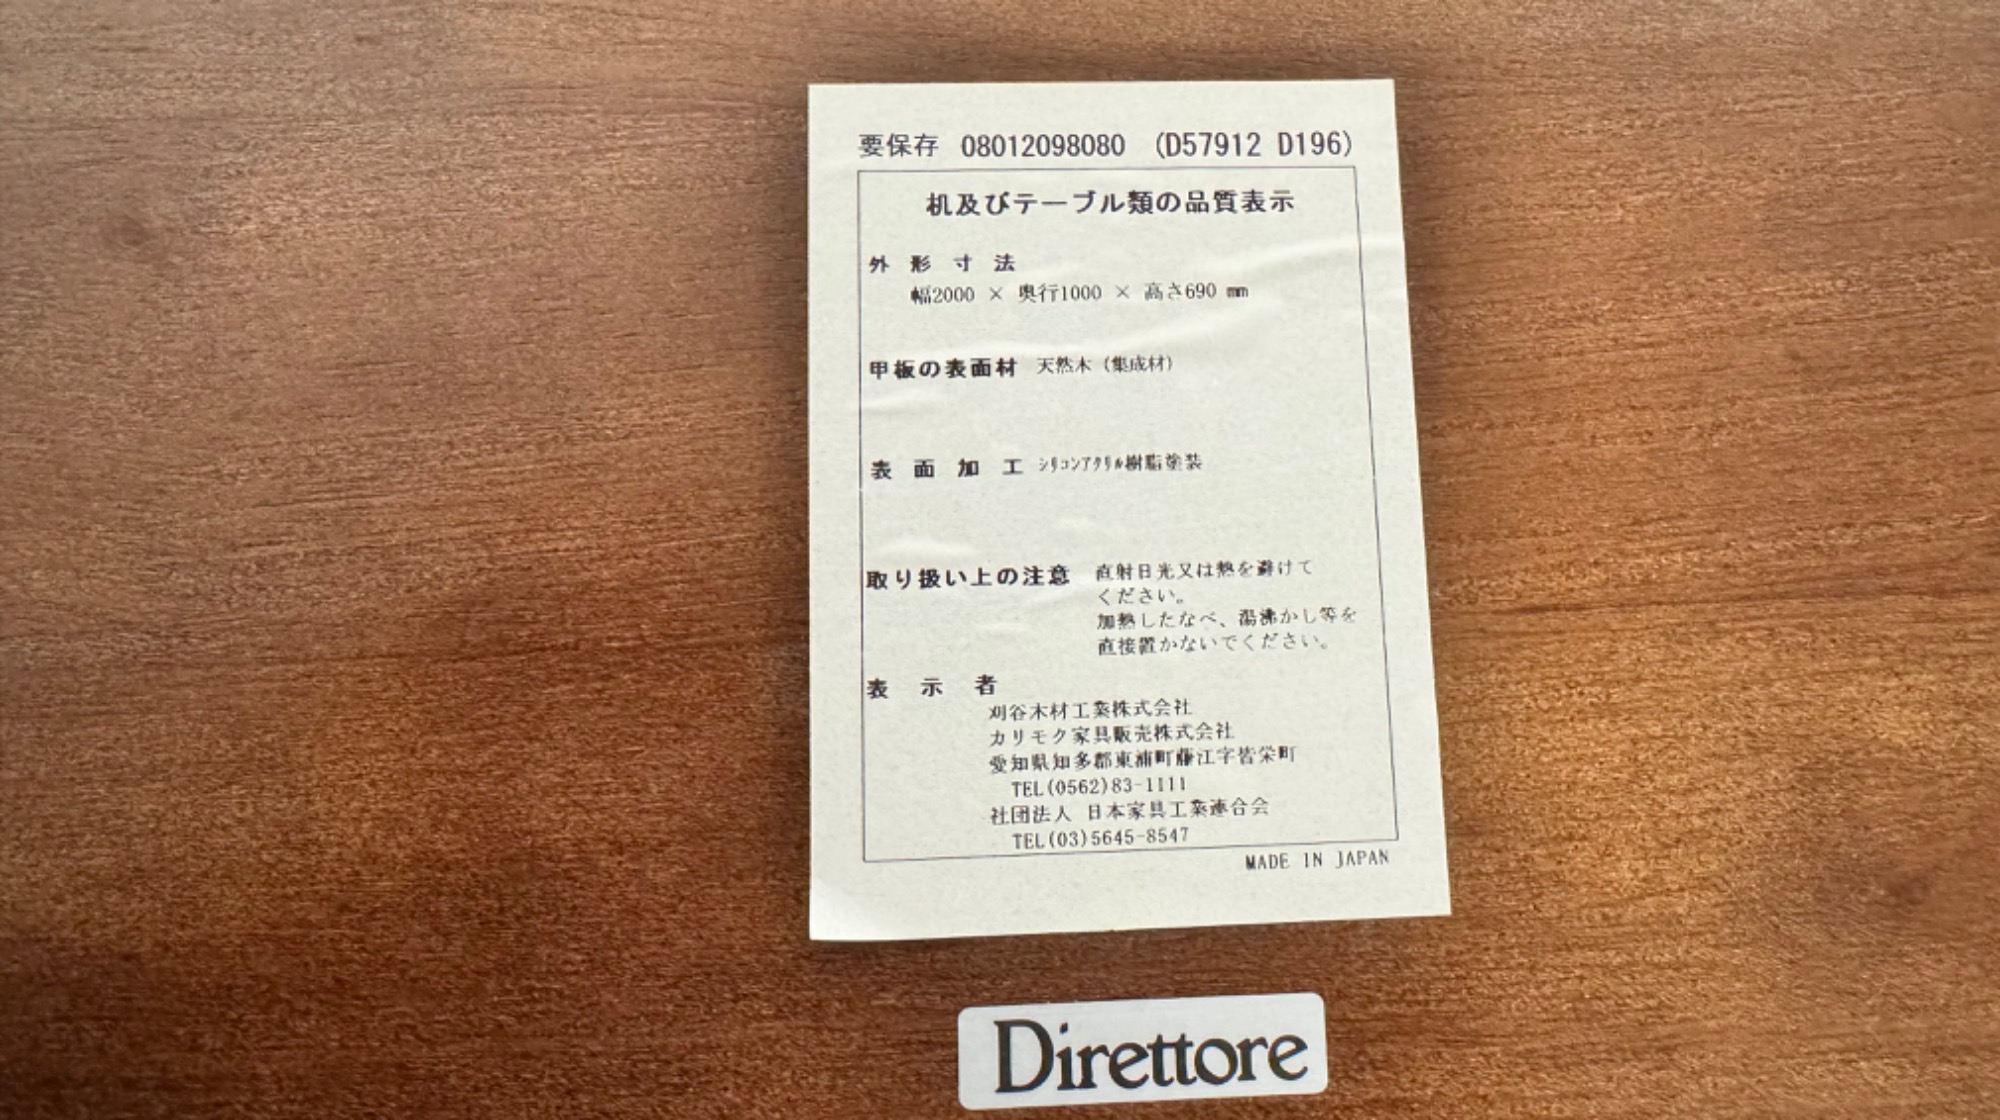 要保存 08012098080 (D57912 D196)
机及びテーブル類の品質表示
外形寸法
幅2000 × 奥行1000 × 高さ690 mm
甲板の表面材 天然木(集成材)
表面加工 シリコンアクリル樹脂塗装
取り扱い上の注意 直射日光又は熱を避けて
ください。
加熱したなべ、湯沸かし等を
直接置かないでください。
表示者
刈谷木材工業株式会社
カリモク家具販売株式会社
愛知県知多郡東浦町藤江字皆栄町
TEL(0562)83-1111
社団法人 日本家具工業連合会
TEL(03)5645-8547
MADE IN JAPAN
Direttore